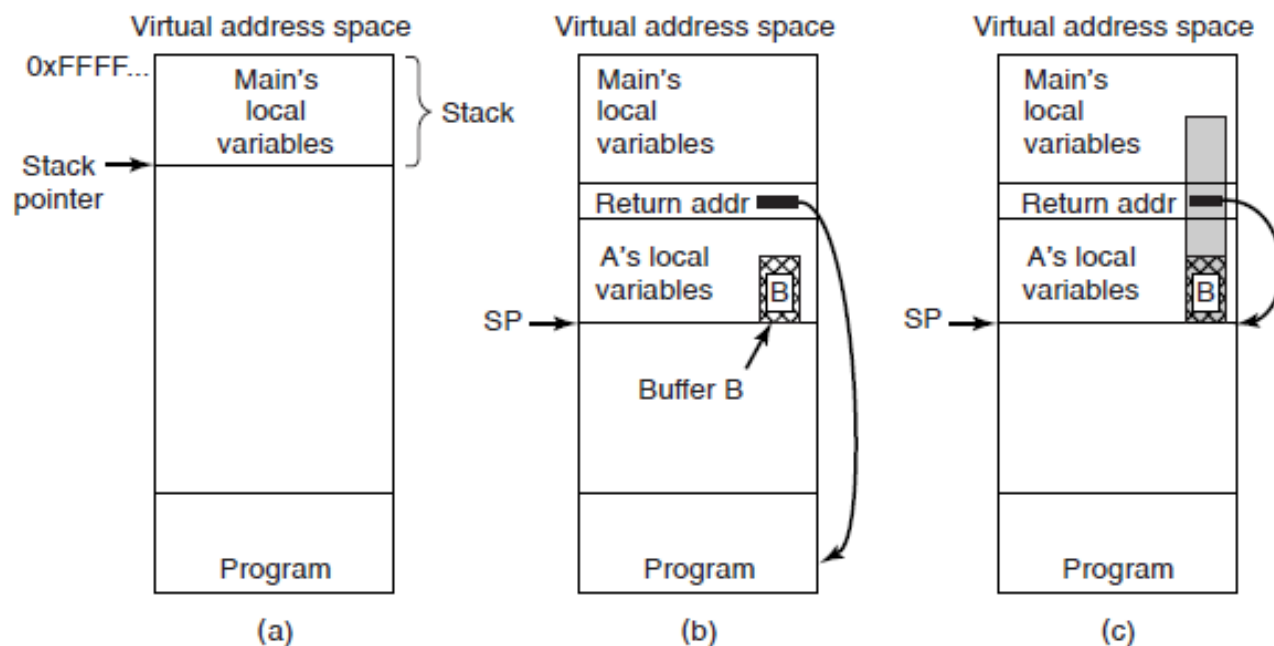 Virtual address space
0xFFFF...
Main's
local
variables
Stack
Stack
pointer
Program
(a)
Virtual address space
Main's
local
variables
Return addr
A's local
variables
B
SP
Buffer B
Program
(b)
Virtual address space
Main's
local
variables
Return addr
A's local
variables
B
SP
Program
(c)